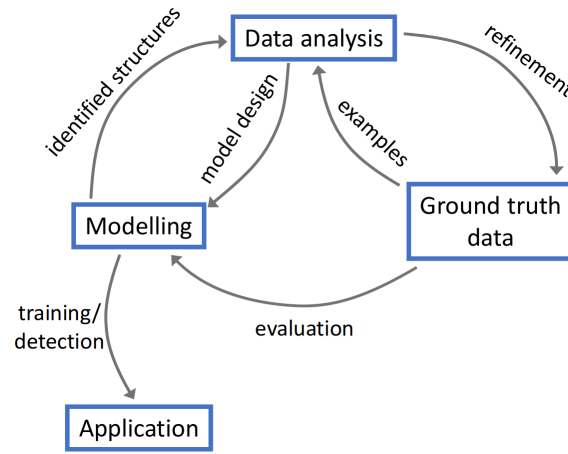 Data analysis
refinement
identified structures
model design
examples
Ground truth
data
Modelling
training/
detection
evaluation
Application